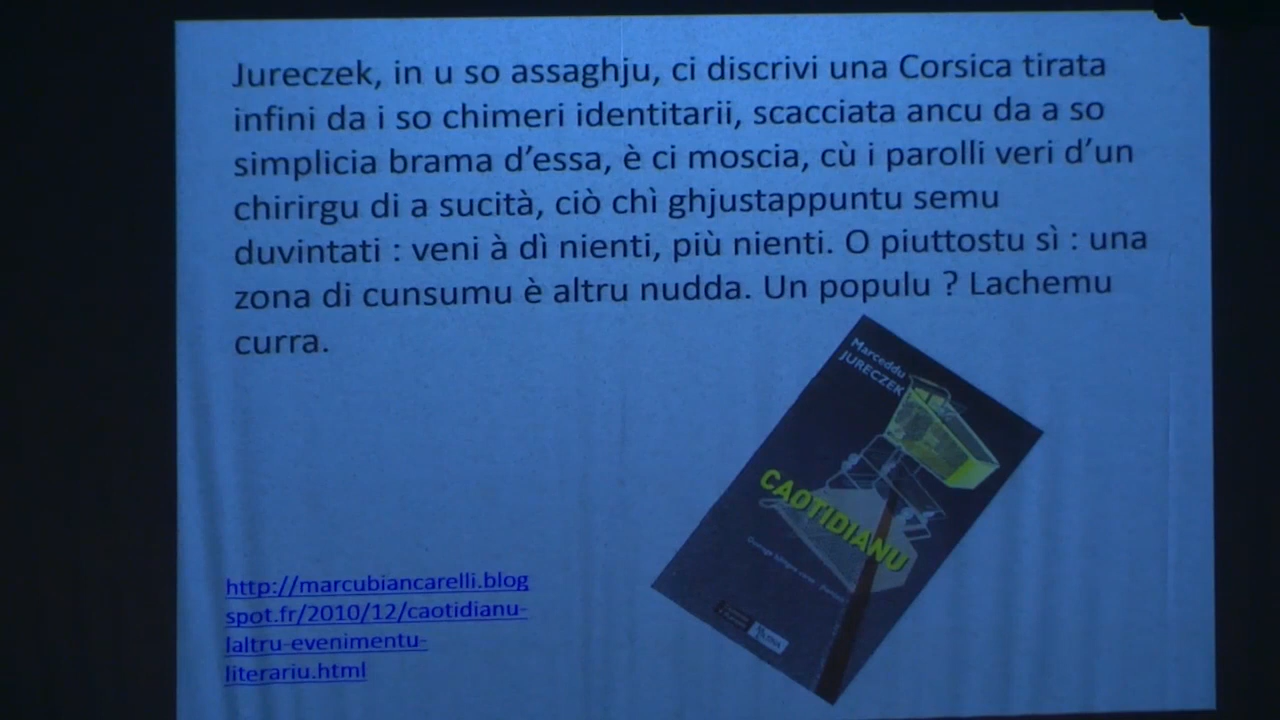 Jureczek, in u so assaghju, ci discrivi una Corsica tirata
infini da i so chimeri identitarii, scacciata ancu da a so
simplicia brama d'essa, è ci moscia, cù i parolli veri d'un
chirirgu di a sucità, ciò chì ghjustappuntu semu
duvintati : veni à dì nienti, più nienti. O piuttostu sì : una
zona di cunsumu è altru nudda. Un populu ? Lachemu
curra.
Marceddu
JURECZEK
CAOTIDIANU
http://marcubiancarelli.blog
spot.fr/2010/12/caotidianu-
laltru-evenimentu-
literariu.html